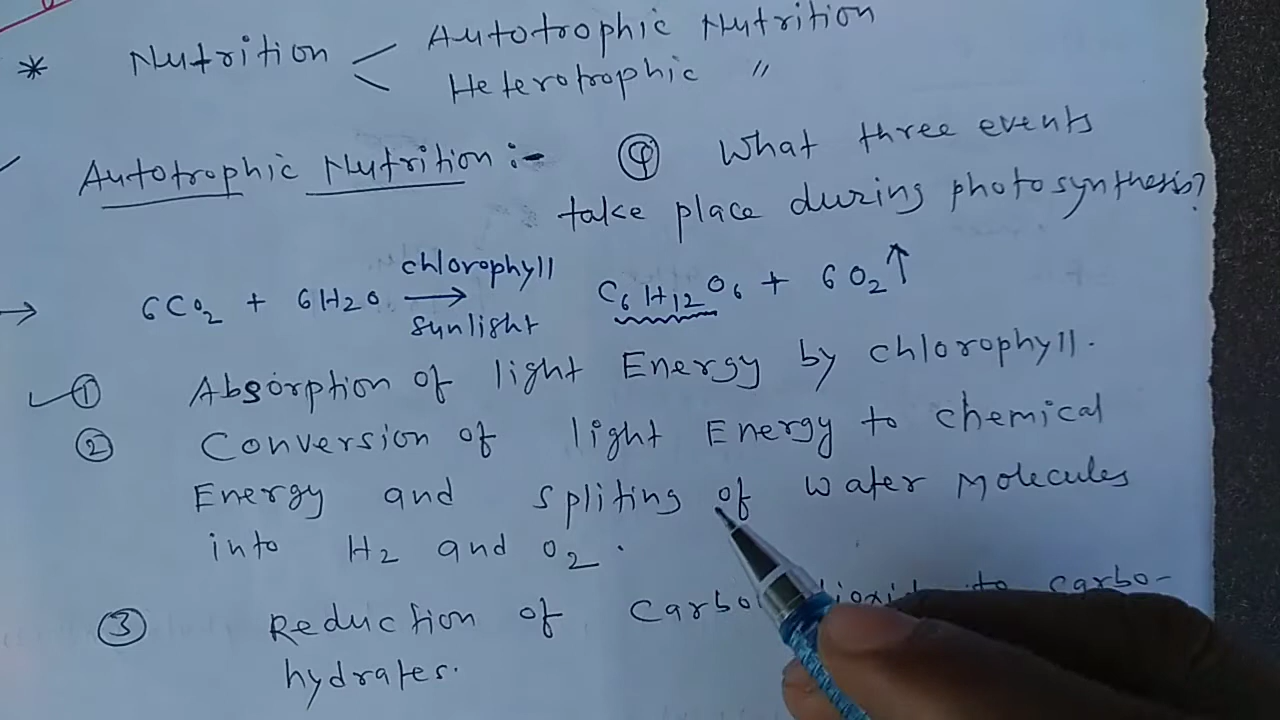 * Nutrition < Autotrophic Nutrition
Heterotrophic "
Autotrophic Nutrition :- Q What three events
take place during photosynthesis?
→ 6CO₂ + 6H₂O chlorophyll → sunlight C₆H₁₂O₆ + 6O₂↑
① Absorption of light Energy by chlorophyll.
② Conversion of light Energy to chemical
Energy and spliting of water Molecules
into H₂ and O₂.
③ Reduction of to carbo-
hydrates.